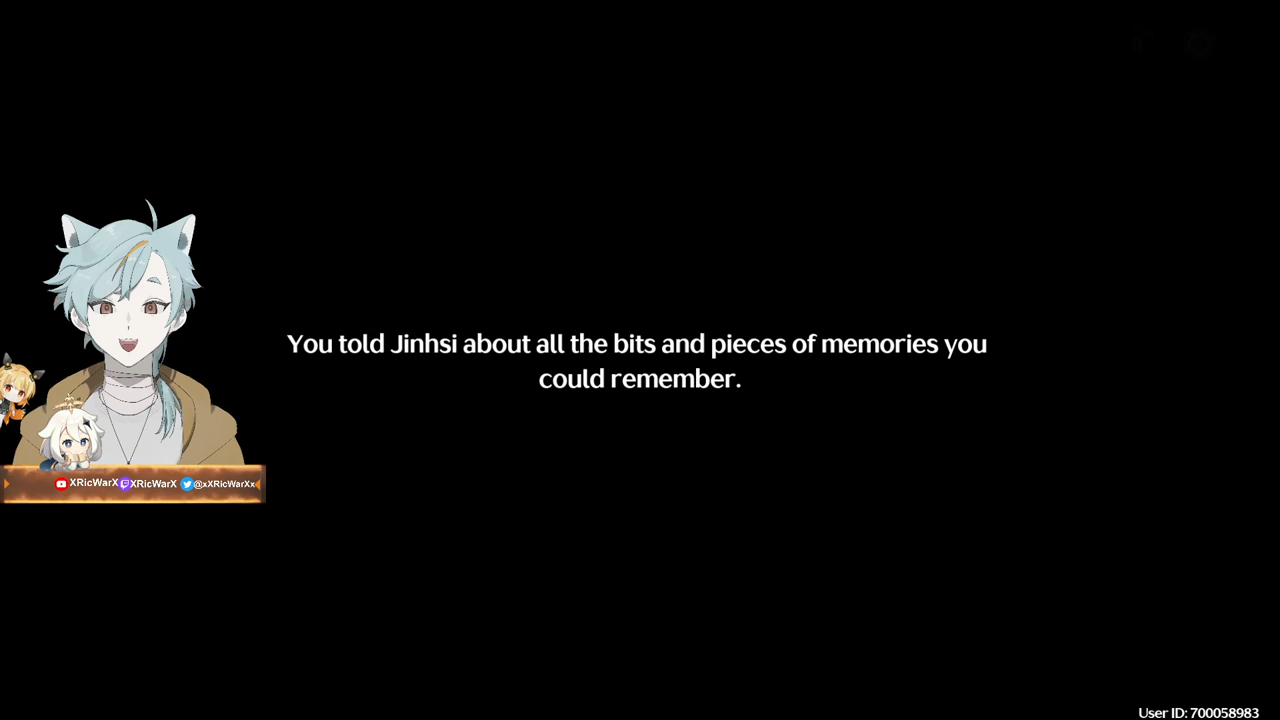 You told Jinhsi about all the bits and pieces of memories you
could remember.
XRicWarX XRicWarX @xXRicWarXx
User ID: 700058983